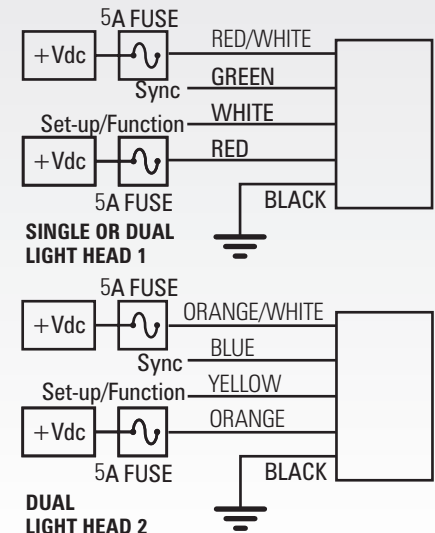 5A FUSE
+Vdc
RED/WHITE
Sync
GREEN
Set-up/Function
WHITE
+Vdc
RED
5A FUSE
BLACK
SINGLE OR DUAL
LIGHT HEAD 1
5A FUSE
+Vdc
ORANGE/WHITE
Sync
BLUE
Set-up/Function
YELLOW
+Vdc
ORANGE
5A FUSE
BLACK
DUAL
LIGHT HEAD 2